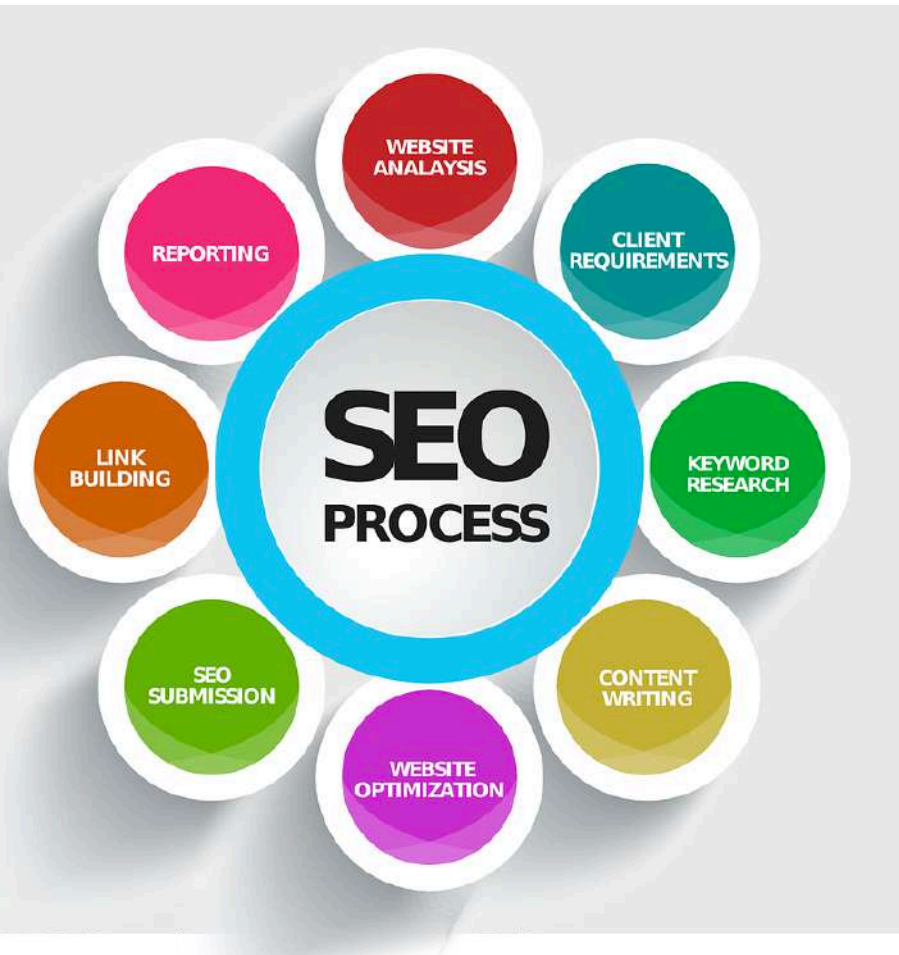 WEBSITE
ANALAYSIS
CLIENT
REQUIREMENTS
KEYWORD
RESEARCH
CONTENT
WRITING
WEBSITE
OPTIMIZATION
SEO
SUBMISSION
LINK
BUILDING
REPORTING
SEO
PROCESS